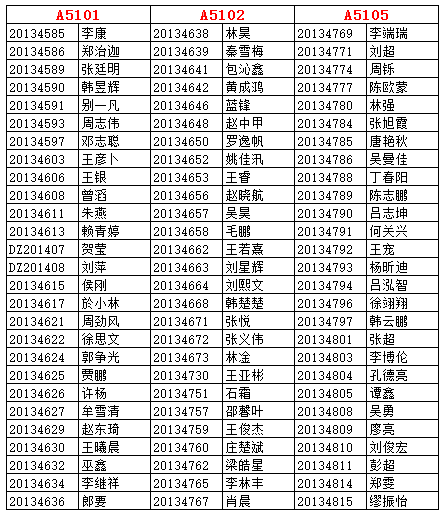 A5101 A5102 A5105
20134585 李康 20134638 林昊 20134769 李瑞瑞
20134586 郑治迦 20134639 秦雪梅 20134771 刘超
20134589 张廷明 20134641 包沁鑫 20134774 周铄
20134590 韩昱辉 20134642 黄成鸿 20134777 陈欧蒙
20134591 别一凡 20134646 蓝锋 20134780 林强
20134593 周志伟 20134648 赵中甲 20134784 张旭霞
20134597 邓志聪 20134650 罗逸帆 20134785 唐艳秋
20134603 王彦卜 20134652 姚佳汛 20134786 吴曼佳
20134606 王银 20134653 王睿 20134788 丁春阳
20134608 曾滔 20134656 赵晓航 20134789 陈志鹏
20134611 朱燕 20134657 吴昊 20134790 吕志坤
20134613 赖青婷 20134658 毛鹏 20134791 何关兴
DZ201407 贺莹 20134662 王若熹 20134792 王宠
DZ201408 刘萍 20134663 刘星辉 20134793 杨昕迪
20134615 侯刚 20134664 刘熙文 20134794 吕泓智
20134617 於小林 20134668 韩楚楚 20134796 徐翊翔
20134621 周劲风 20134671 张悦 20134797 韩云鹏
20134622 徐思文 20134672 张义伟 20134801 张超
20134624 郭争光 20134673 林淦 20134803 李博伦
20134625 贾鹏 20134730 王亚彬 20134804 孔德亮
20134626 许杨 20134751 石霜 20134805 谭鑫
20134627 牟雪清 20134757 邵馨叶 20134808 吴勇
20134629 赵东琦 20134759 王俊杰 20134809 廖亮
20134630 王曦晨 20134760 庄楚斌 20134810 刘俊宏
20134632 巫鑫 20134762 梁皓星 20134811 彭超
20134634 李继祥 20134765 李林丰 20134814 郑雯
20134636 郎要 20134767 肖晨 20134815 缪振怡